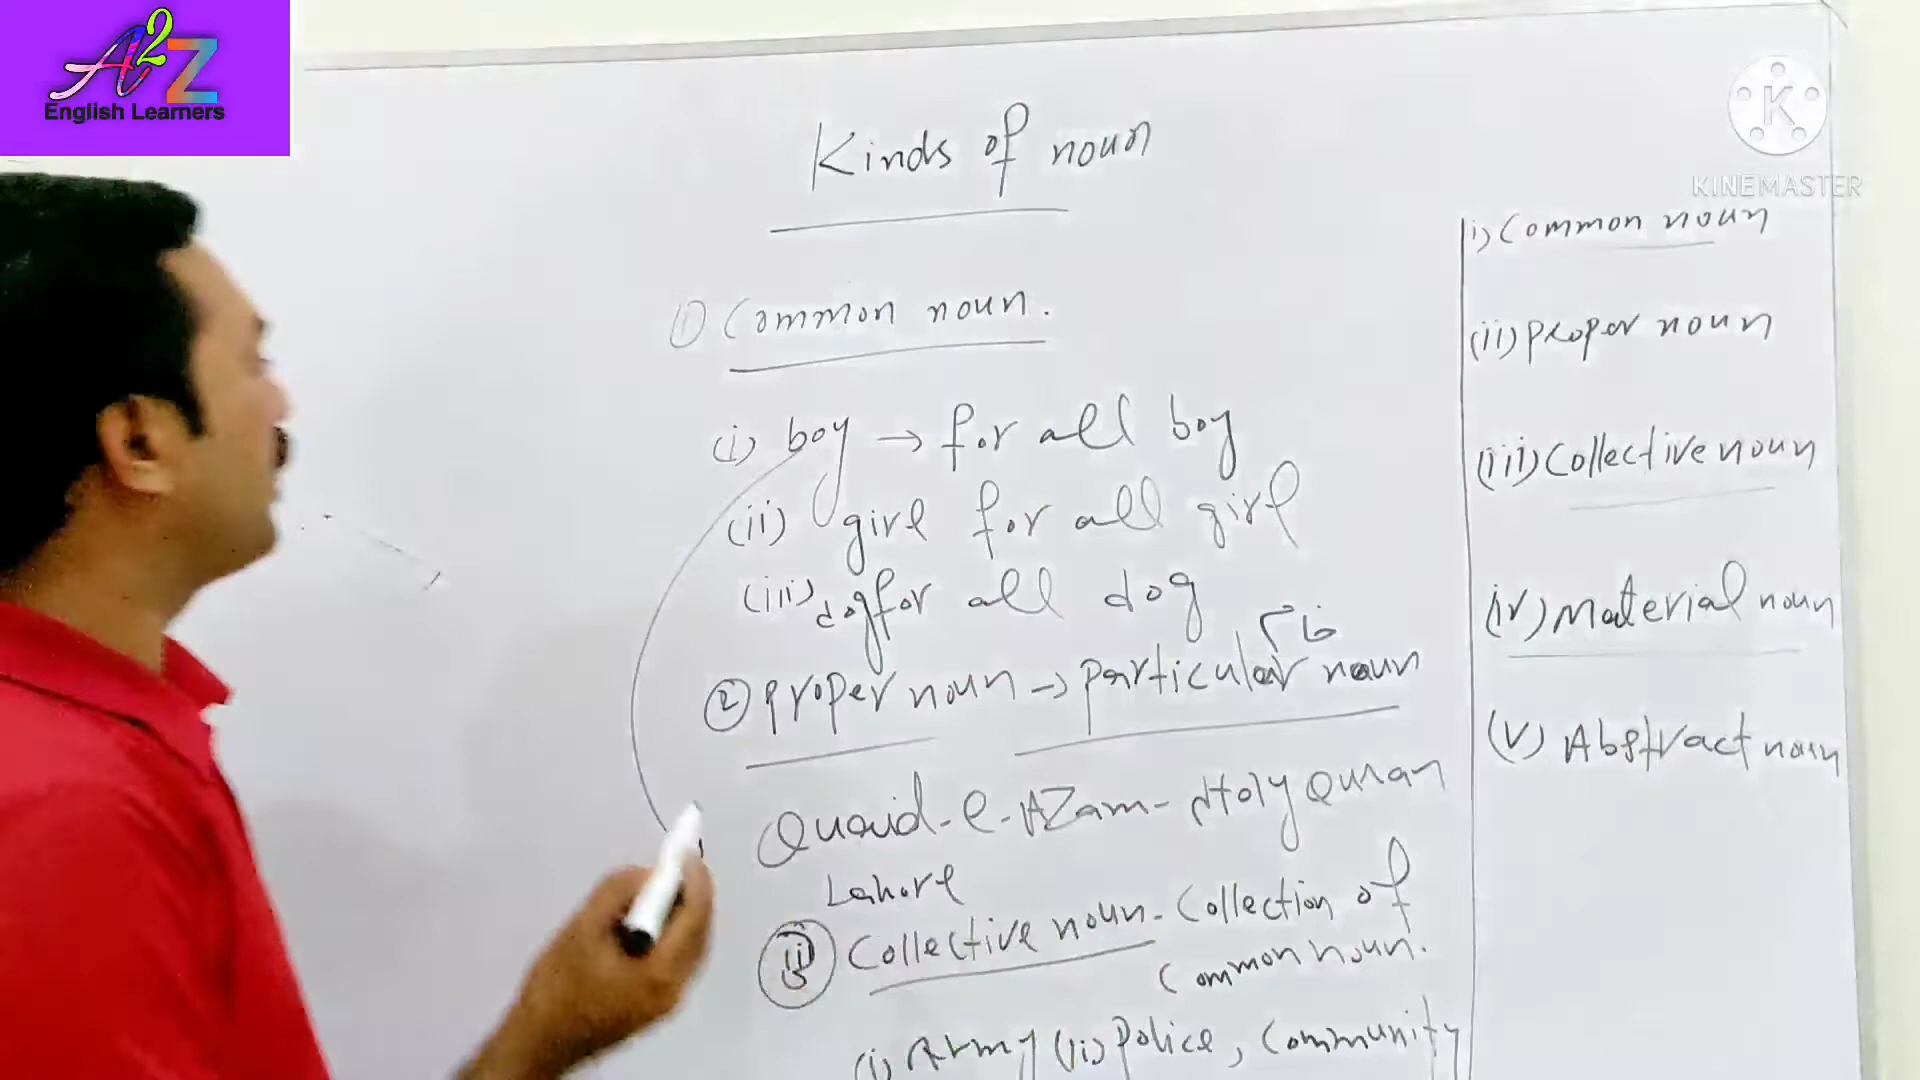 A2Z
English Learners
KINEMASTER
Kinds of noun
① Common noun.
(i) boy → for all boy
(ii) girl for all girl
(iii) dog for all dog
② Proper noun → Particular noun
Quaid-e-Azam - Holy Quran
Lahore
Collective noun - Collection of
Common noun.
(i) Army (ii) Police, Community
i) Common noun
(ii) Proper noun
(iii) Collective noun
(iv) Material noun
(v) Abstract noun